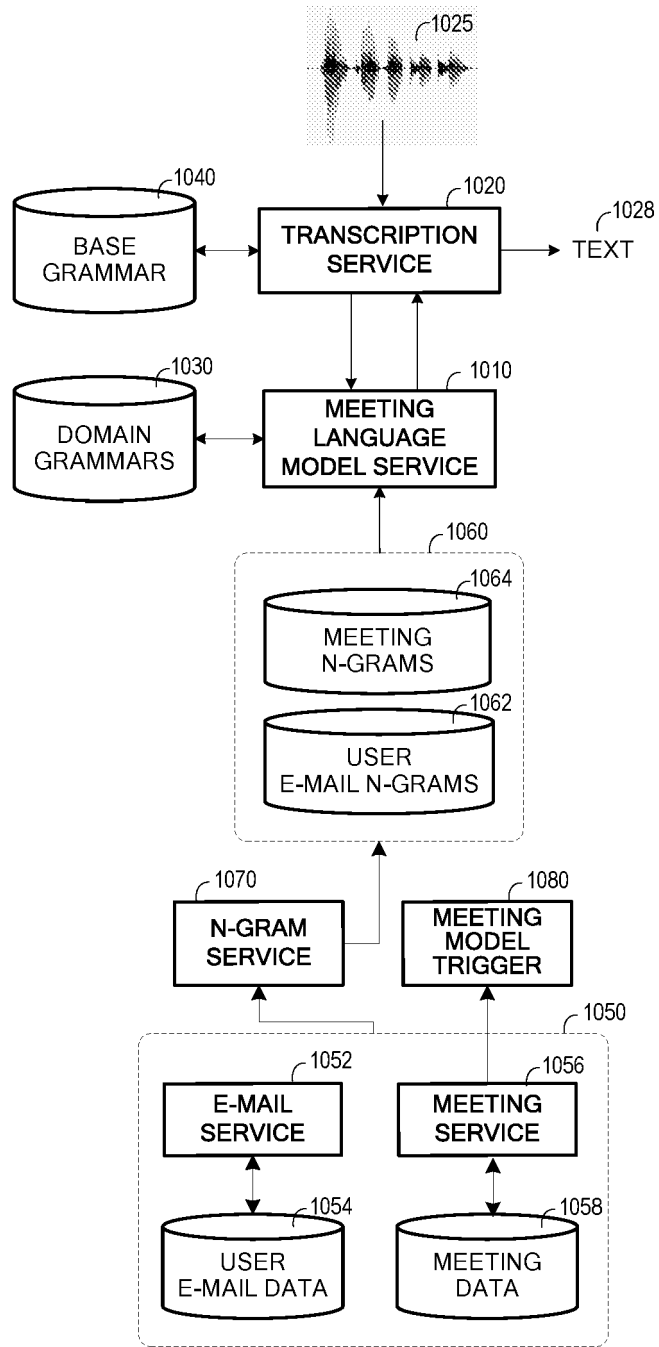 1025
1040
1020
1028
BASE
GRAMMAR
TRANSCRIPTION
SERVICE
TEXT
1030
1010
DOMAIN
GRAMMARS
MEETING
LANGUAGE
MODEL SERVICE
1060
1064
MEETING
N-GRAMS
1062
USER
E-MAIL N-GRAMS
1070
1080
N-GRAM
SERVICE
MEETING
MODEL
TRIGGER
1050
1052
1056
E-MAIL
SERVICE
MEETING
SERVICE
1054
1058
USER
E-MAIL DATA
MEETING
DATA